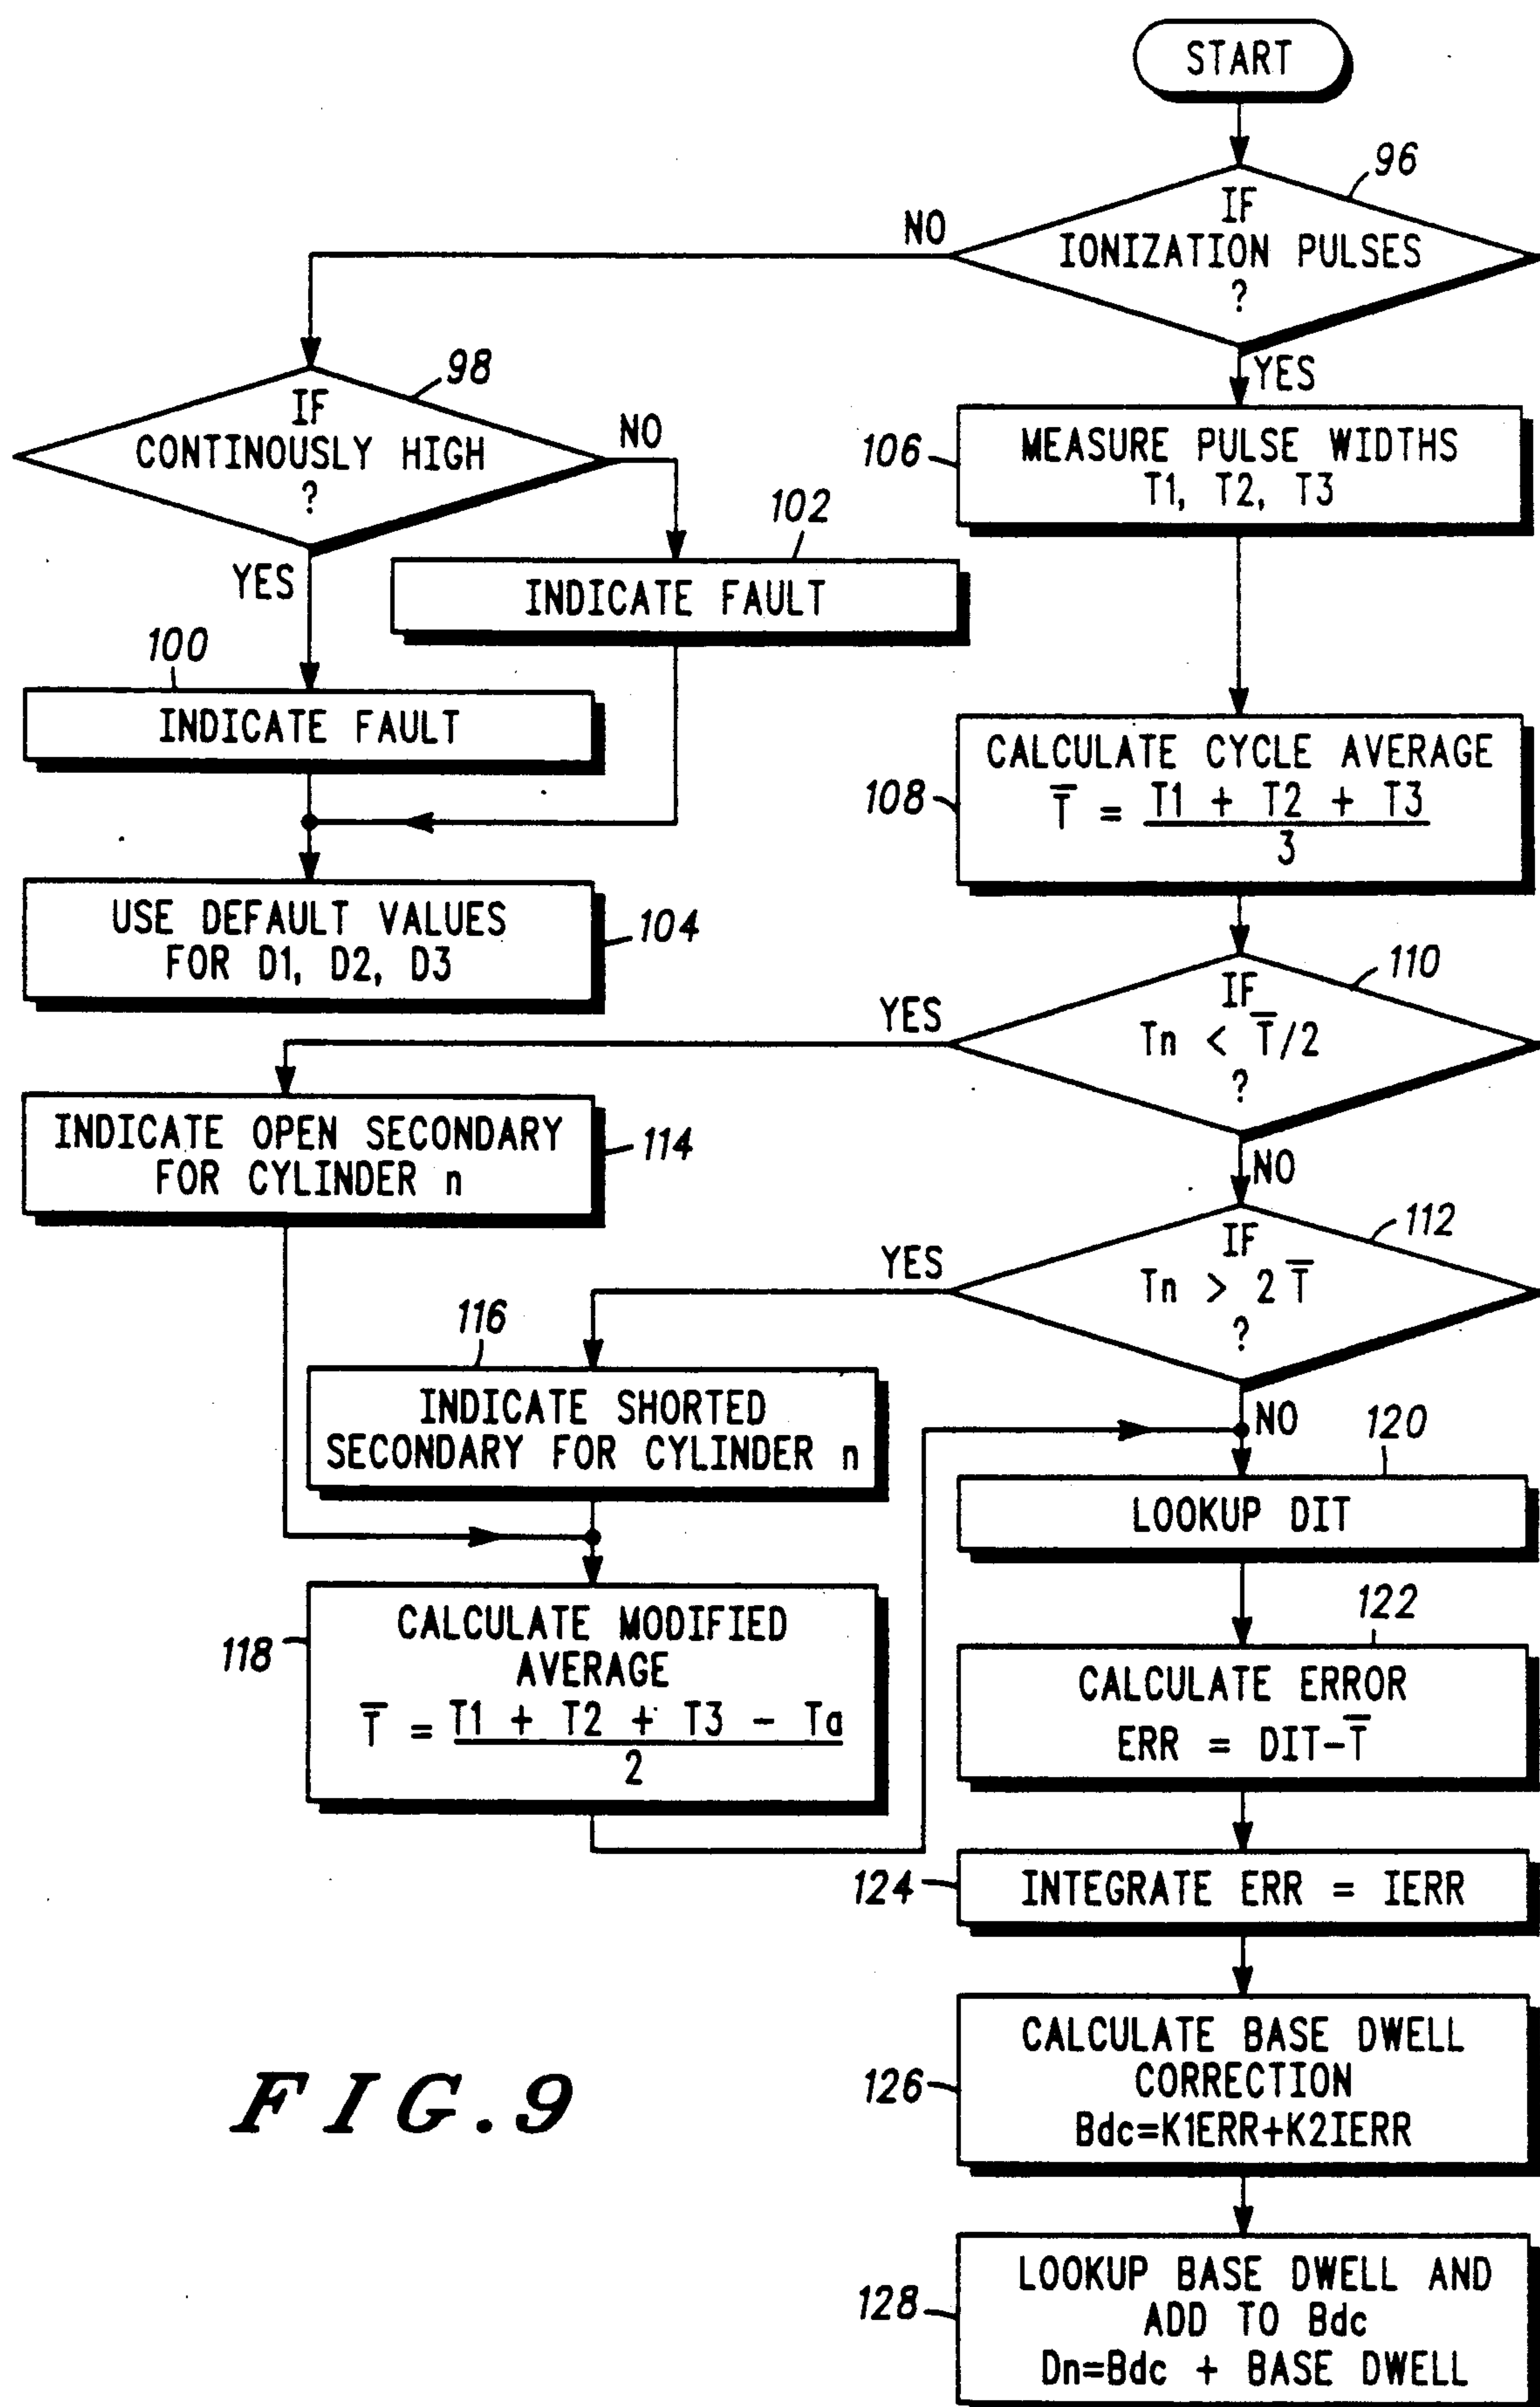 START
96
IF
IONIZATION PULSES
?
NO
YES
98
IF
CONTINOUSLY HIGH
?
NO
YES
102
INDICATE FAULT
100
INDICATE FAULT
USE DEFAULT VALUES
FOR D1, D2, D3
104
106
MEASURE PULSE WIDTHS
T1, T2, T3
108
CALCULATE CYCLE AVERAGE
T̅ = T1 + T2 + T3
3
110
IF
Tn < T̅/2
?
YES
NO
INDICATE OPEN SECONDARY
FOR CYLINDER n
114
112
IF
Tn > 2 T̅
?
YES
NO
116
INDICATE SHORTED
SECONDARY FOR CYLINDER n
118
CALCULATE MODIFIED
AVERAGE
T̅ = T1 + T2 + T3 - Ta
2
120
LOOKUP DIT
122
CALCULATE ERROR
ERR = DIT-T̅
124
INTEGRATE ERR = IERR
126
CALCULATE BASE DWELL
CORRECTION
Bdc=K1ERR+K2IERR
128
LOOKUP BASE DWELL AND
ADD TO Bdc
Dn=Bdc + BASE DWELL
FIG.9